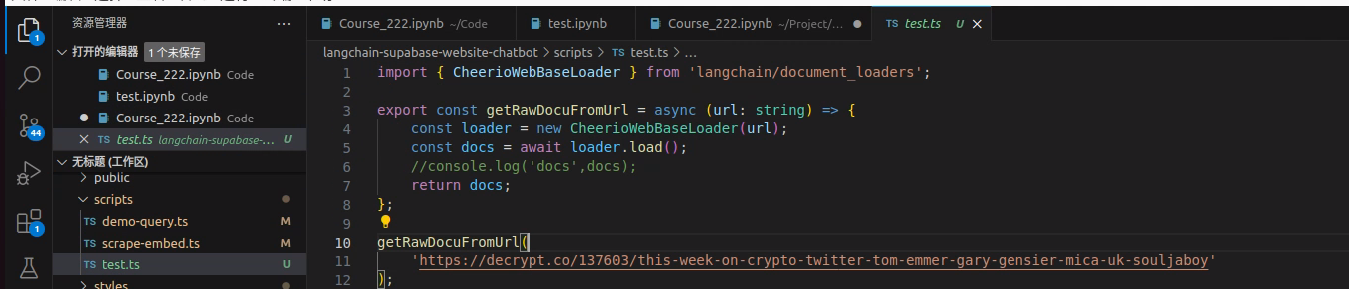 资源管理器
打开的编辑器 1个未保存
Course_222.ipynb Code
test.ipynb Code
Course_222.ipynb Code
TS test.ts langchain-supabase-... U
无标题 (工作区)
public
scripts
TS demo-query.ts M
TS scrape-embed.ts M
TS test.ts U
styles
1
44
1
Course_222.ipynb ~/Code
test.ipynb
Course_222.ipynb ~/Project/...
TS test.ts U
langchain-supabase-website-chatbot > scripts > TS test.ts > ...
1 import { CheerioWebBaseLoader } from 'langchain/document_loaders';
2
3 export const getRawDocuFromUrl = async (url: string) => {
4 const loader = new CheerioWebBaseLoader(url);
5 const docs = await loader.load();
6 //console.log('docs',docs);
7 return docs;
8 };
9
10 getRawDocuFromUrl(
11 'https://decrypt.co/137603/this-week-on-crypto-twitter-tom-emmer-gary-gensier-mica-uk-souljaboy'
12 );